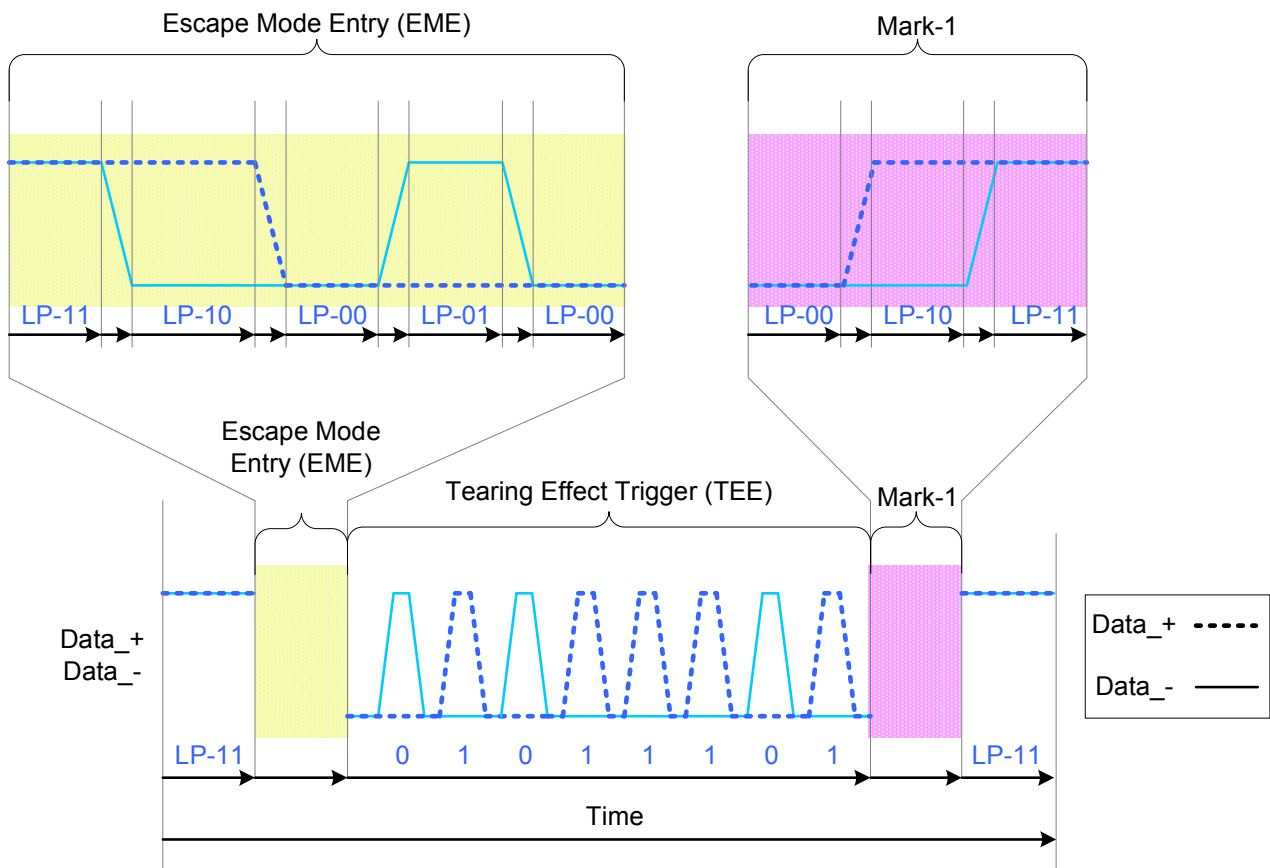 Escape Mode Entry (EME)
Mark-1
LP-11 LP-10 LP-00 LP-01 LP-00
LP-00 LP-10 LP-11
Escape Mode
Entry (EME)
Tearing Effect Trigger (TEE)
Mark-1
Data_+
Data_-
LP-11 0 1 0 1 1 1 0 1 LP-11
Time
Data_+
Data_-